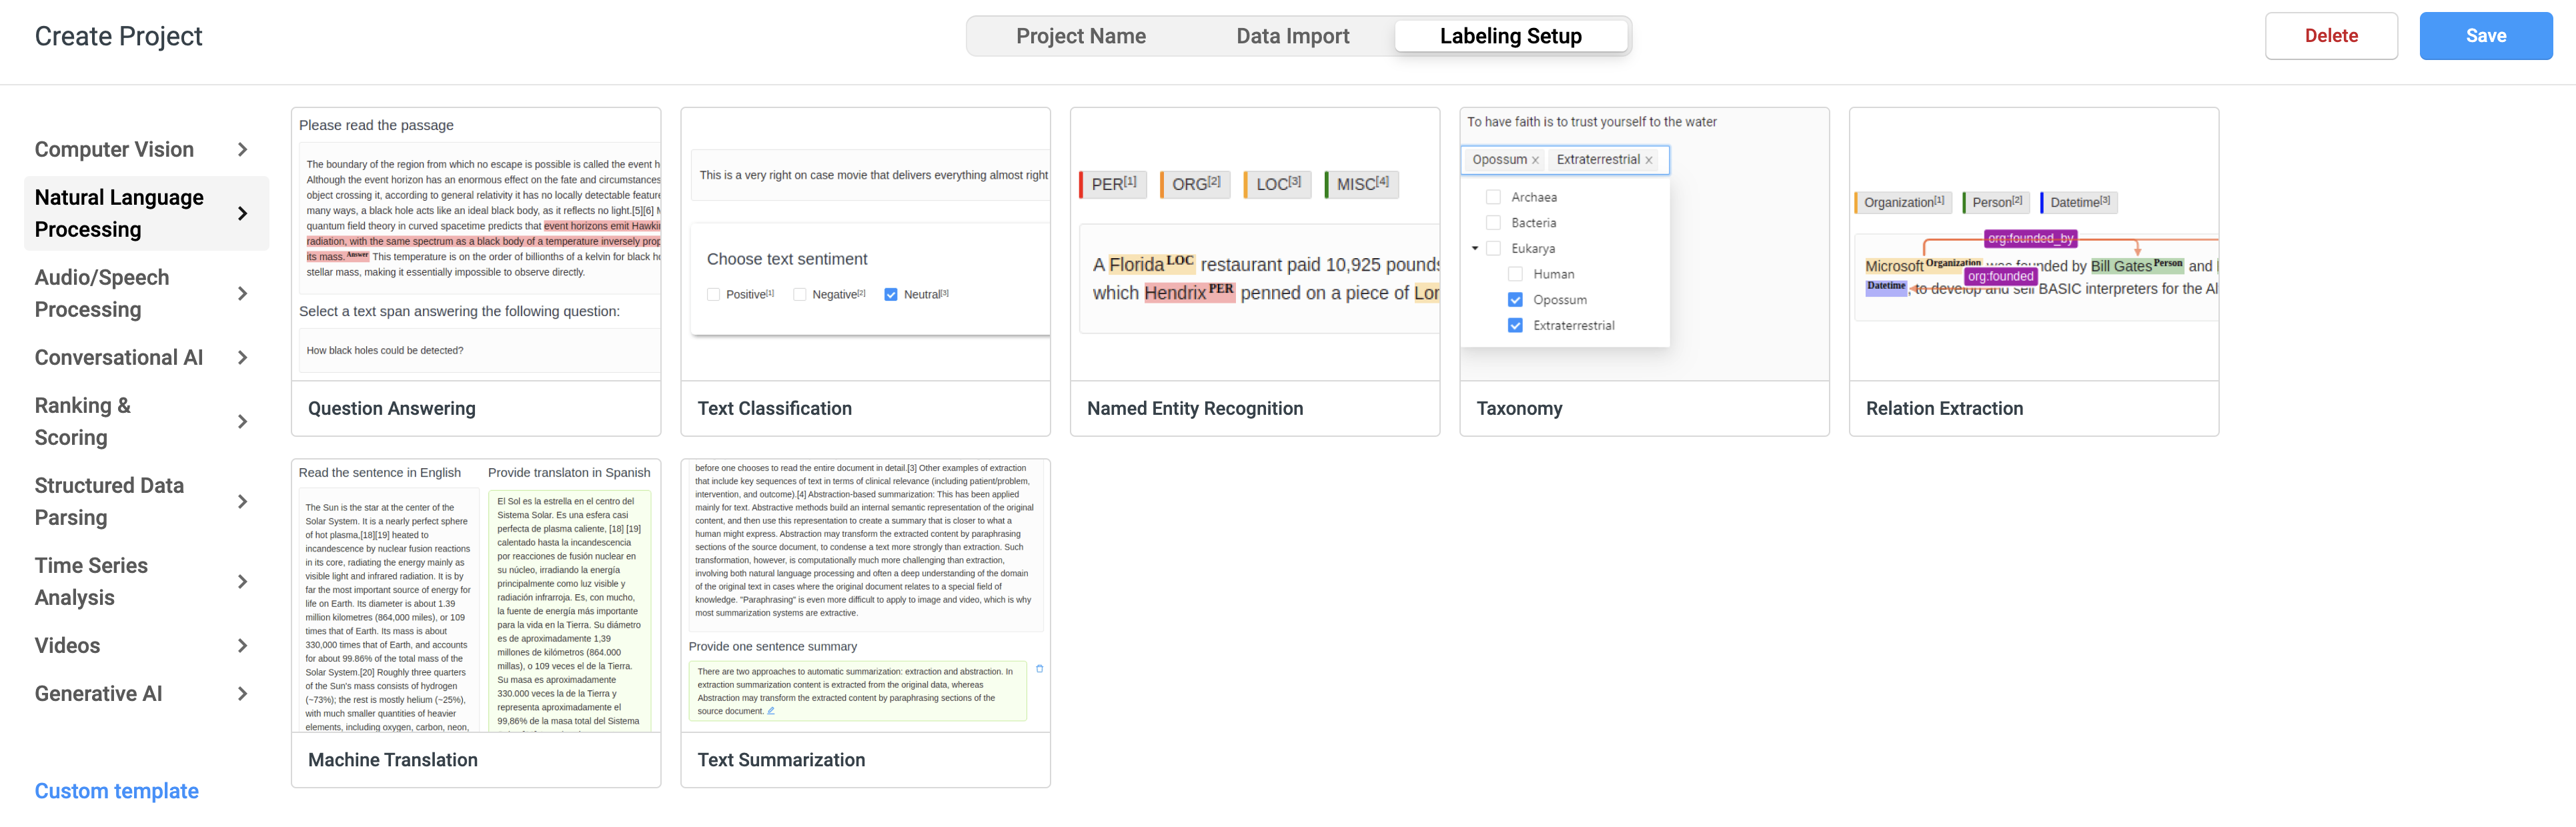 Create Project
Project Name
Data Import
Labeling Setup
Delete
Save
Computer Vision
Natural Language
Processing
Audio/Speech
Processing
Conversational AI
Ranking &
Scoring
Structured Data
Parsing
Time Series
Analysis
Videos
Generative AI
Custom template
Please read the passage
The boundary of the region from which no escape is possible is called the event h
Although the event horizon has an enormous effect on the fate and circumstances
object crossing it, according to general relativity it has no locally detectable feature
many ways, a black hole acts like an ideal black body, as it reflects no light.[5][6] M
quantum field theory in curved spacetime predicts that event horizons emit Hawki
radiation, with the same spectrum as a black body of a temperature inversely prop
its mass. Answer This temperature is on the order of billionths of a kelvin for black ho
stellar mass, making it essentially impossible to observe directly.
Select a text span answering the following question:
How black holes could be detected?
Question Answering
This is a very right on case movie that delivers everything almost right
Choose text sentiment
Positive[1] Negative[2] Neutral[3]
Text Classification
PER[1] ORG[2] LOC[3] MISC[4]
A Florida LOC restaurant paid 10,925 pounds
which Hendrix PER penned on a piece of Lor
Named Entity Recognition
To have faith is to trust yourself to the water
Opossum × Extraterrestrial ×
Archaea
Bacteria
Eukarya
Human
Opossum
Extraterrestrial
Taxonomy
Organization[1] Person[2] Datetime[3]
org:founded_by
Microsoft Organization was founded by Bill Gates Person and
org:founded
Datetime, to develop and sell BASIC interpreters for the Al
Relation Extraction
Read the sentence in English
The Sun is the star at the center of the
Solar System. It is a nearly perfect sphere
of hot plasma,[18][19] heated to
incandescence by nuclear fusion reactions
in its core, radiating the energy mainly as
visible light and infrared radiation. It is by
far the most important source of energy for
life on Earth. Its diameter is about 1.39
million kilometres (864,000 miles), or 109
times that of Earth. Its mass is about
330,000 times that of Earth, and accounts
for about 99.86% of the total mass of the
Solar System.[20] Roughly three quarters
of the Sun's mass consists of hydrogen
(~73%); the rest is mostly helium (~25%),
with much smaller quantities of heavier
elements, including oxygen, carbon, neon,
Provide translaton in Spanish
El Sol es la estrella en el centro del
Sistema Solar. Es una esfera casi
perfecta de plasma caliente, [18] [19]
calentado hasta la incandescencia
por reacciones de fusión nuclear en
su núcleo, irradiando la energía
principalmente como luz visible y
radiación infrarroja. Es, con mucho,
la fuente de energía más importante
para la vida en la Tierra. Su diámetro
es de aproximadamente 1,39
millones de kilómetros (864.000
millas), o 109 veces el de la Tierra.
Su masa es aproximadamente
330.000 veces la de la Tierra y
representa aproximadamente el
99,86% de la masa total del Sistema
Machine Translation
before one chooses to read the entire document in detail.[3] Other examples of extraction
that include key sequences of text in terms of clinical relevance (including patient/problem,
intervention, and outcome).[4] Abstraction-based summarization: This has been applied
mainly for text. Abstractive methods build an internal semantic representation of the original
content, and then use this representation to create a summary that is closer to what a
human might express. Abstraction may transform the extracted content by paraphrasing
sections of the source document, to condense a text more strongly than extraction. Such
transformation, however, is computationally much more challenging than extraction,
involving both natural language processing and often a deep understanding of the domain
of the original text in cases where the original document relates to a special field of
knowledge. "Paraphrasing" is even more difficult to apply to image and video, which is why
most summarization systems are extractive.
Provide one sentence summary
There are two approaches to automatic summarization: extraction and abstraction. In
extraction summarization content is extracted from the original data, whereas
Abstraction may transform the extracted content by paraphrasing sections of the
source document.
Text Summarization